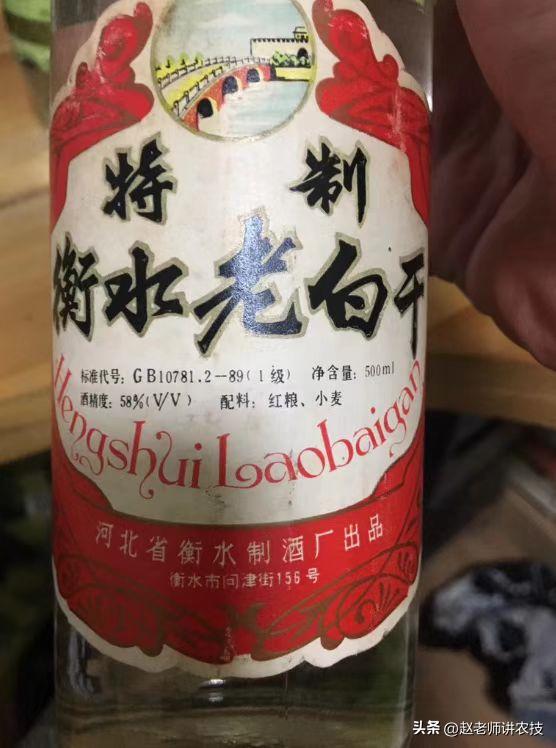 特制
衡水老白干
标准代号：GB10781.2—89（1级） 净含量：500ml
酒精度：58%（V/V） 配料：红粮、小麦
Hengshui Laobaigan
河北省衡水制酒厂出品
衡水市问津街156号
头条 @赵老师讲农技